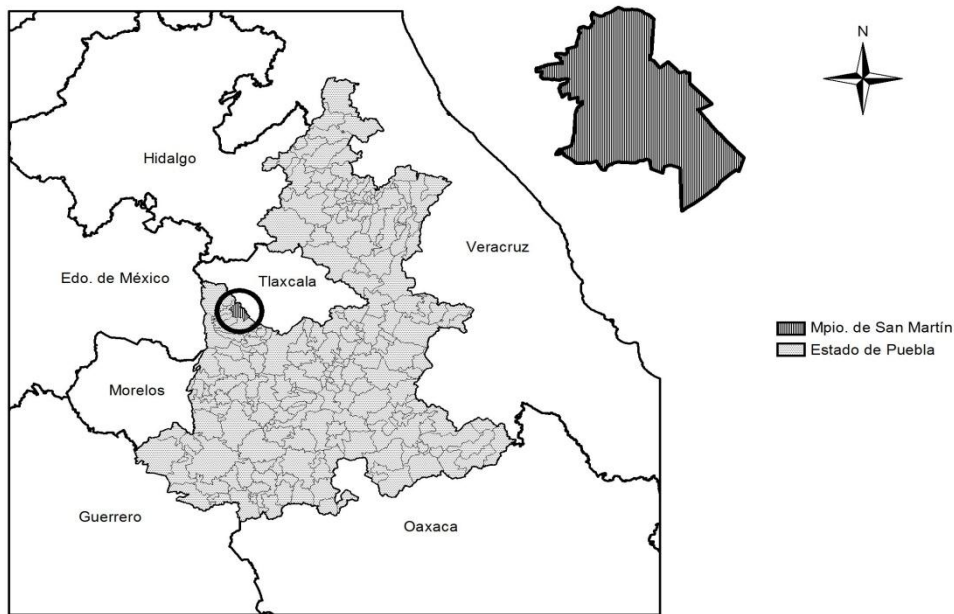 N
Hidalgo
Veracruz
Edo. de México
Tlaxcala
Mpio. de San Martín
Estado de Puebla
Morelos
Guerrero
Oaxaca